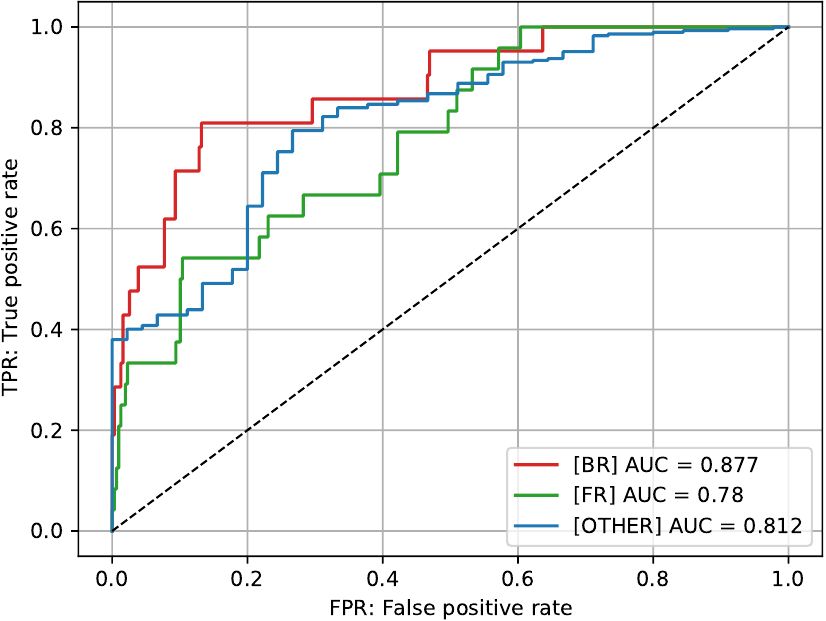 1.0
0.8
0.6
0.4
0.2
0.0
TPR: True positive rate
[BR] AUC = 0.877
[FR] AUC = 0.78
[OTHER] AUC = 0.812
0.0 0.2 0.4 0.6 0.8 1.0
FPR: False positive rate